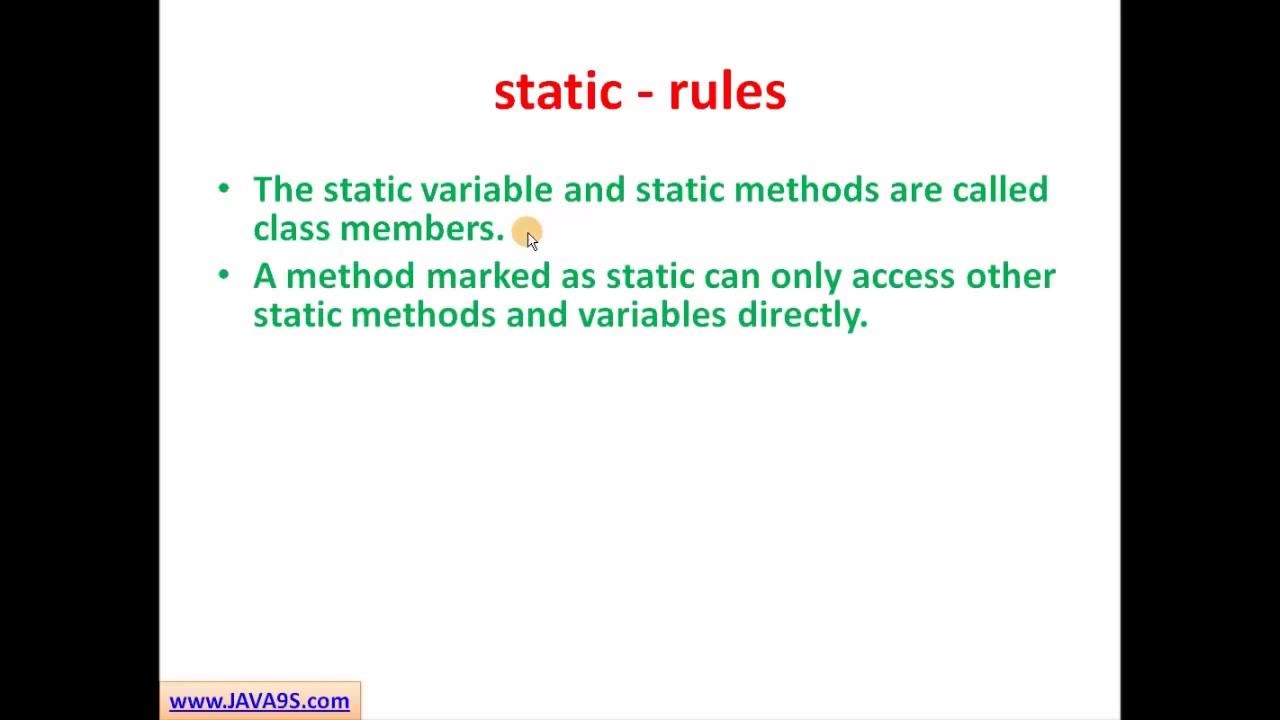 static - rules
• The static variable and static methods are called
class members.
• A method marked as static can only access other
static methods and variables directly.
www.JAVA9S.com